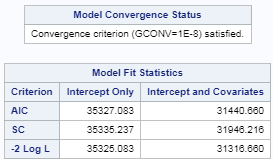 Model Convergence Status
Convergence criterion (GCONV=1E-8) satisfied.
Model Fit Statistics
Criterion Intercept Only Intercept and Covariates
AIC 35327.083 31440.660
SC 35335.237 31946.216
-2 Log L 35325.083 31316.660